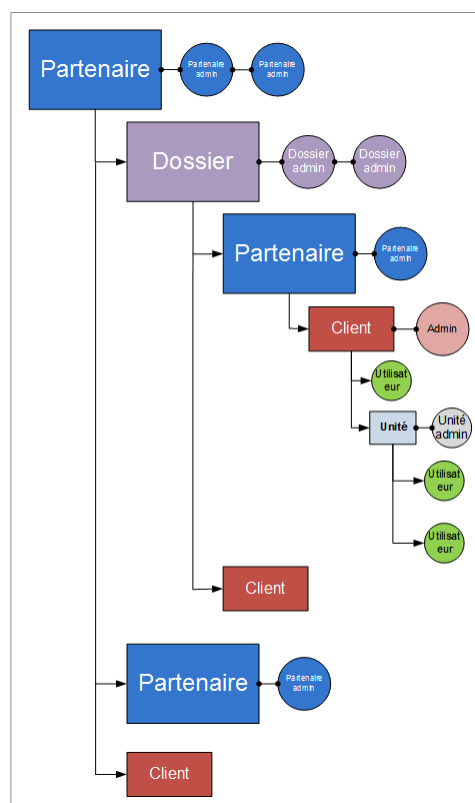 Partenaire
Partenaire
admin
Partenaire
admin
Dossier
Dossier
admin
Dossier
admin
Partenaire
Partenaire
admin
Client
Admin
Utilisat
eur
Unité
Unité
admin
Utilisat
eur
Utilisat
eur
Client
Partenaire
Partenaire
admin
Client